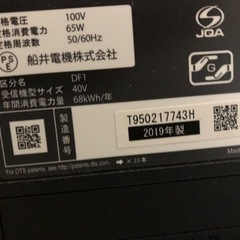 格電圧 100V
定格消費電力 65W
定格周波数 50/60Hz
PS
E
船井電機株式会社
JQA
区分名 DF1
受信機型サイズ 40V
年間消費電力量 68kWh/年
製造番号
T950217743H
2019年製
For DTS patents, see http://patents.dts.com.